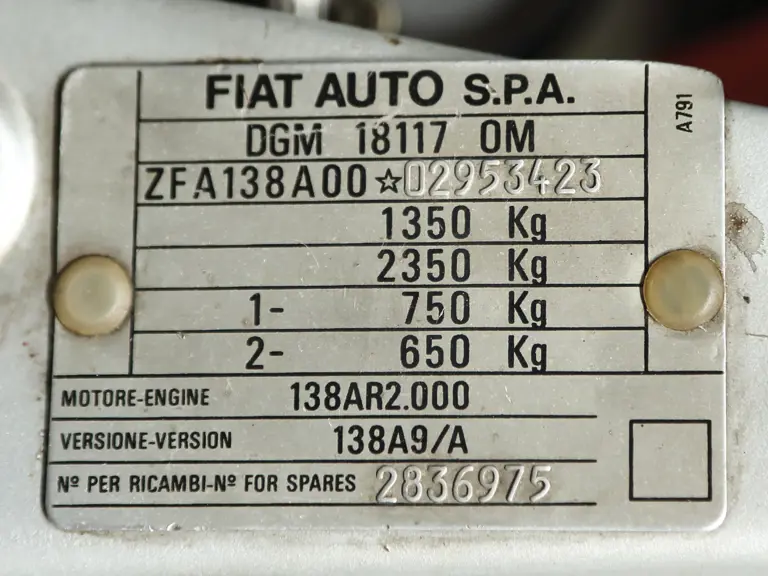 FIAT AUTO S.P.A.
A791
DGM 18117 OM
ZFA138A00☆02953423
1350 Kg
2350 Kg
1- 750 Kg
2- 650 Kg
MOTORE-ENGINE 138AR2.000
VERSIONE-VERSION 138A9/A
Nº PER RICAMBI-Nº FOR SPARES 2836975